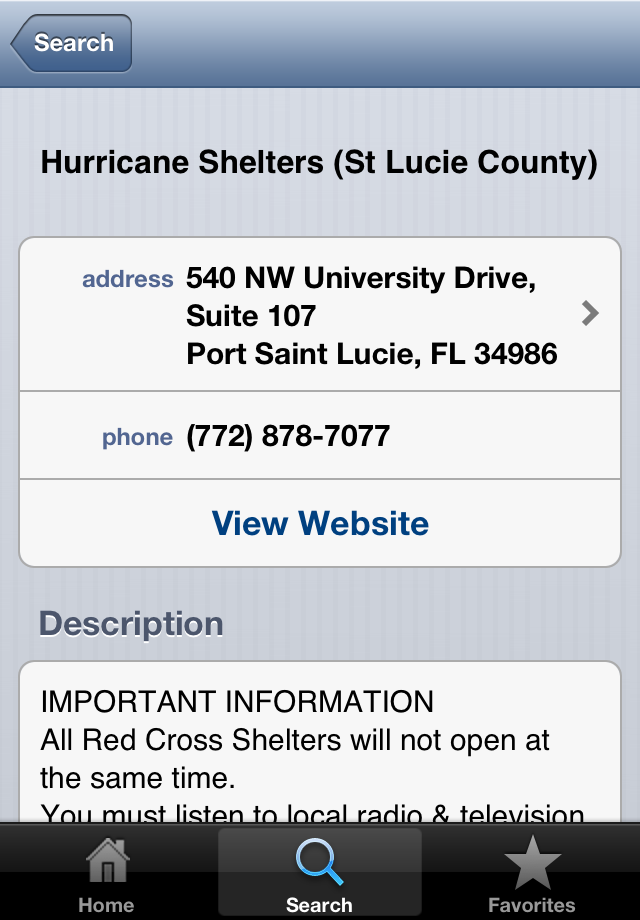 Search
Hurricane Shelters (St Lucie County)
address 540 NW University Drive,
Suite 107
Port Saint Lucie, FL 34986
phone (772) 878-7077
View Website
Description
IMPORTANT INFORMATION
All Red Cross Shelters will not open at
the same time.
You must listen to local radio & television
Home Search Favorites